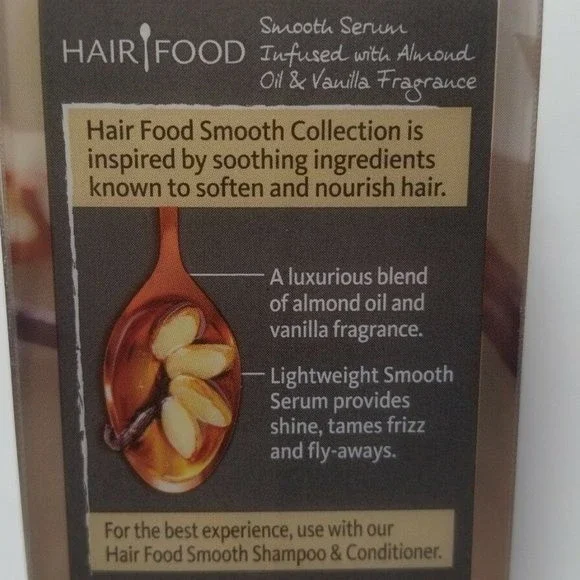 HAIR FOOD
Smooth Serum
Infused with Almond
Oil & Vanilla Fragrance
Hair Food Smooth Collection is
inspired by soothing ingredients
known to soften and nourish hair.
A luxurious blend
of almond oil and
vanilla fragrance.
Lightweight Smooth
Serum provides
shine, tames frizz
and fly-aways.
For the best experience, use with our
Hair Food Smooth Shampoo & Conditioner.